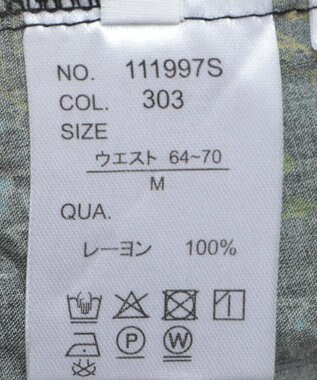 NO. 111997S
COL. 303
SIZE
ウエスト 64~70
M
QUA.
レーヨン 100%
P W